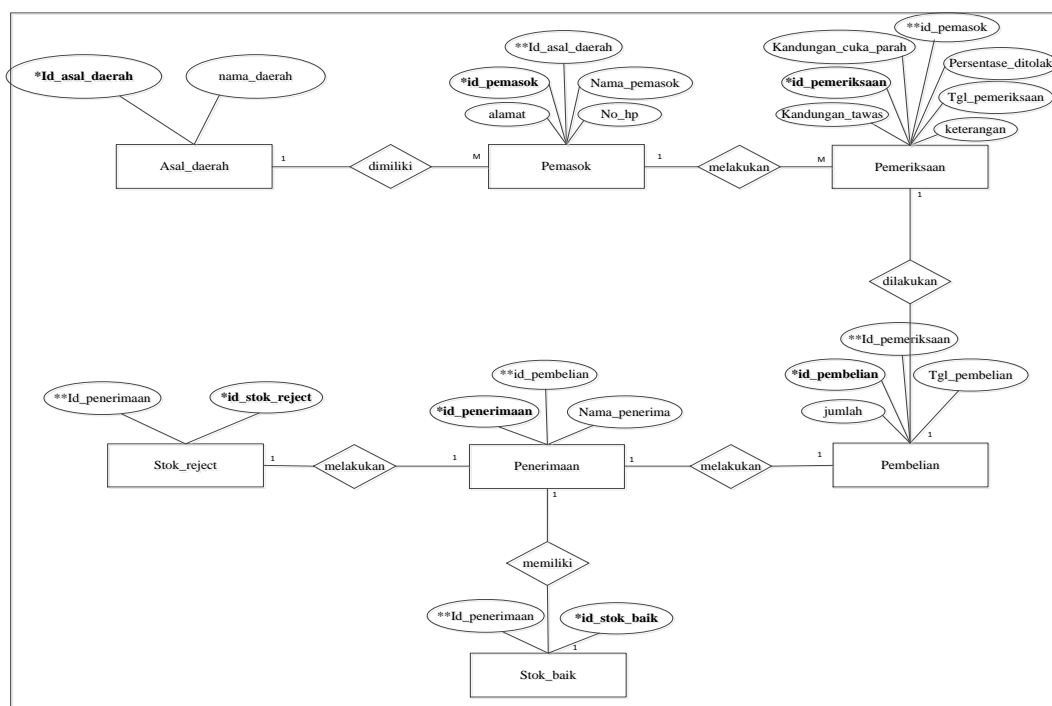 **id_pemasok
**Id_asal_daerah
Kandungan_cuka_parah
*Id_asal_daerah
nama_daerah
*id_pemasok
Nama_pemasok
*id_pemeriksaan
Persentase_ditolak
Tgl_pemeriksaan
alamat
No_hp
Kandungan_tawas
keterangan
Asal_daerah
1
dimiliki
M
Pemasok
1
melakukan
M
Pemeriksaan
1
dilakukan
**Id_pemeriksaan
*id_pembelian
Tgl_pembelian
jumlah
**id_pembelian
**Id_penerimaan
*id_stok_reject
*id_penerimaan
Nama_penerima
1
Stok_reject
1
melakukan
1
Penerimaan
1
melakukan
1
Pembelian
1
memiliki
**Id_penerimaan
*id_stok_baik
1
Stok_baik